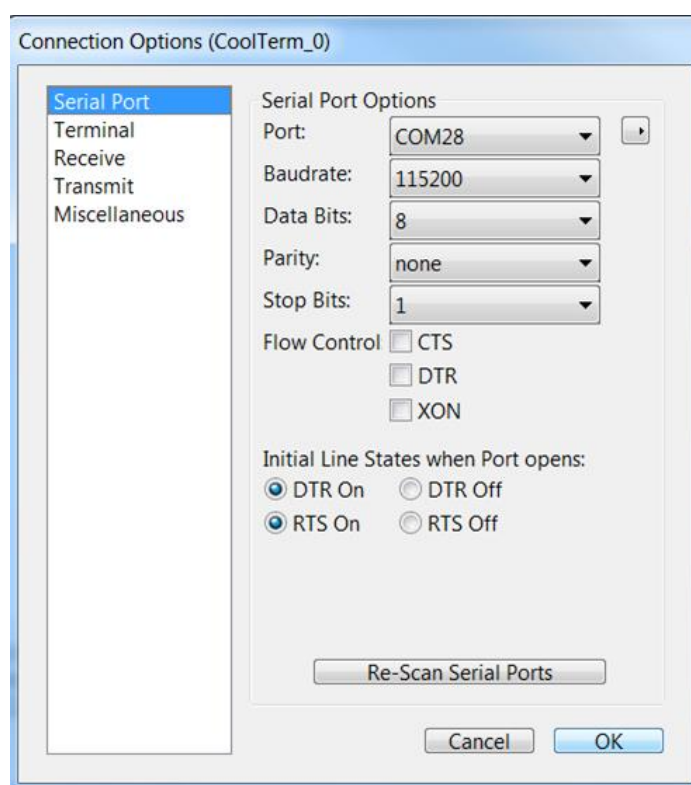 Connection Options (CoolTerm_0)
Serial Port
Terminal
Receive
Transmit
Miscellaneous
Serial Port Options
Port: COM28
Baudrate: 115200
Data Bits: 8
Parity: none
Stop Bits: 1
Flow Control CTS
DTR
XON
Initial Line States when Port opens:
DTR On DTR Off
RTS On RTS Off
Re-Scan Serial Ports
Cancel OK